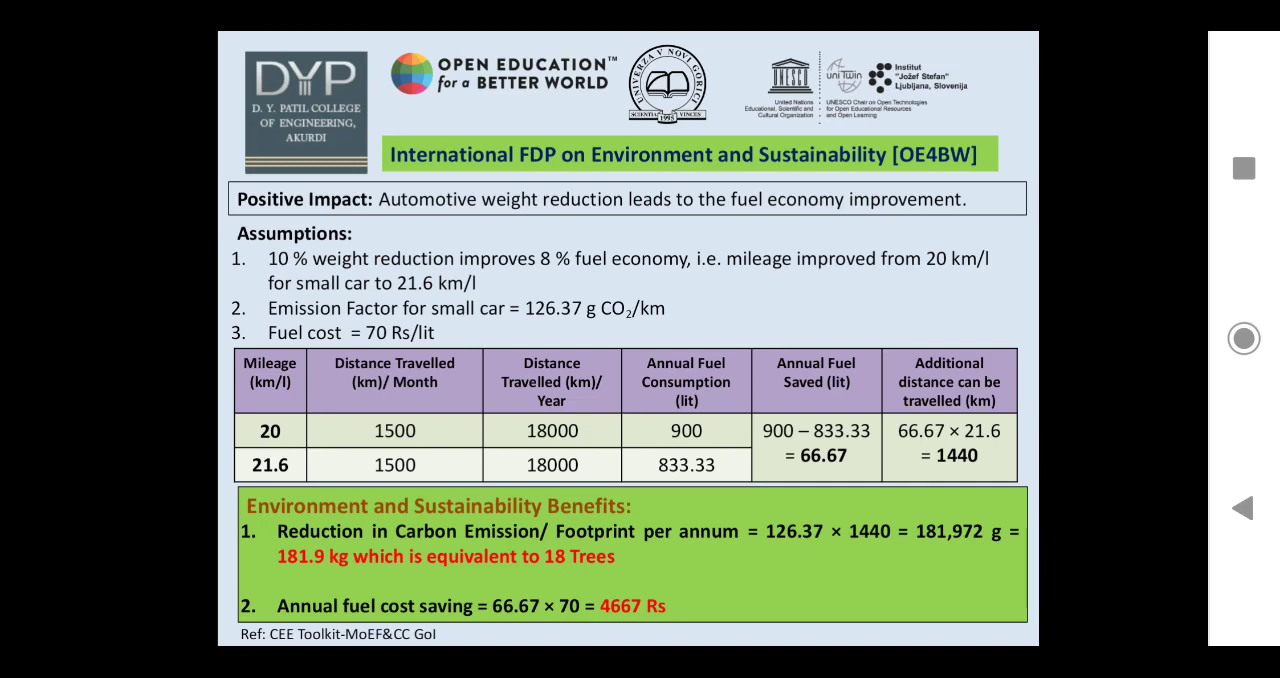 DYP
D. Y. PATIL COLLEGE
OF ENGINEERING,
AKURDI
OPEN EDUCATION™
for a BETTER WORLD
UNIVERZA V NOVI GORICI
SCIENTIA VINCES
1995
UNESCO
United Nations
Educational, Scientific and
Cultural Organization
uniTwin
Institut
"Jožef Stefan"
Ljubljana, Slovenija
UNESCO Chair on Open Technologies
for Open Educational Resources
and Open Learning
International FDP on Environment and Sustainability [OE4BW]
Positive Impact: Automotive weight reduction leads to the fuel economy improvement.
Assumptions:
1. 10 % weight reduction improves 8 % fuel economy, i.e. mileage improved from 20 km/l
for small car to 21.6 km/l
2. Emission Factor for small car = 126.37 g CO₂/km
3. Fuel cost = 70 Rs/lit
Mileage (km/l) Distance Travelled (km)/ Month Distance Travelled (km)/ Year Annual Fuel Consumption (lit) Annual Fuel Saved (lit) Additional distance can be travelled (km)
20 1500 18000 900 900 – 833.33 66.67 × 21.6
= 66.67 = 1440
21.6 1500 18000 833.33
Environment and Sustainability Benefits:
1. Reduction in Carbon Emission/ Footprint per annum = 126.37 × 1440 = 181,972 g =
181.9 kg which is equivalent to 18 Trees
2. Annual fuel cost saving = 66.67 × 70 = 4667 Rs
Ref: CEE Toolkit-MoEF&CC GoI